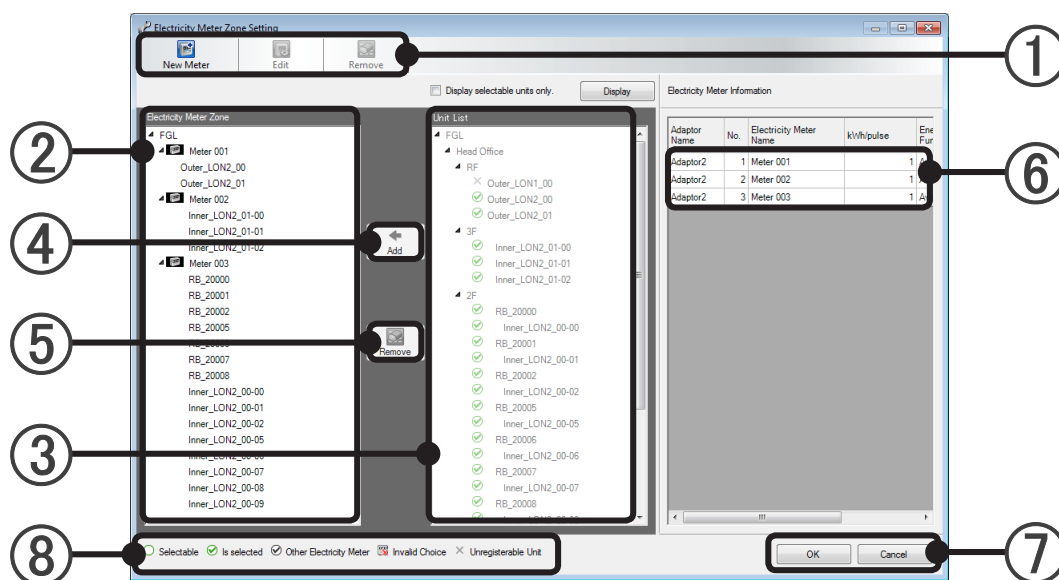 Electricity Meter Zone Setting
New Meter Edit Remove
①
Display selectable units only. Display Electricity Meter Information
Electricity Meter Zone
FGL
Meter 001
Outer_LON2_00
Outer_LON2_01
Meter 002
Inner_LON2_01-00
Inner_LON2_01-01
Inner_LON2_01-02
Meter 003
RB_20000
RB_20001
RB_20002
RB_20005
RB_20007
RB_20008
Inner_LON2_00-00
Inner_LON2_00-01
Inner_LON2_00-02
Inner_LON2_00-05
Inner_LON2_00-07
Inner_LON2_00-08
Inner_LON2_00-09
②
④
Add
⑤
Remove
③
Unit List
FGL
Head Office
RF
Outer_LON1_00
Outer_LON2_00
Outer_LON2_01
3F
Inner_LON2_01-00
Inner_LON2_01-01
Inner_LON2_01-02
2F
RB_20000
Inner_LON2_00-00
RB_20001
Inner_LON2_00-01
RB_20002
Inner_LON2_00-02
RB_20005
Inner_LON2_00-05
RB_20006
Inner_LON2_00-06
RB_20007
Inner_LON2_00-07
RB_20008
Adaptor Name No. Electricity Meter Name kWh/pulse Ene Fur
Adaptor2 1 Meter 001 1
Adaptor2 2 Meter 002 1
Adaptor2 3 Meter 003 1
⑥
⑧
Selectable Is selected Other Electricity Meter Invalid Choice Unregisterable Unit
OK Cancel
⑦